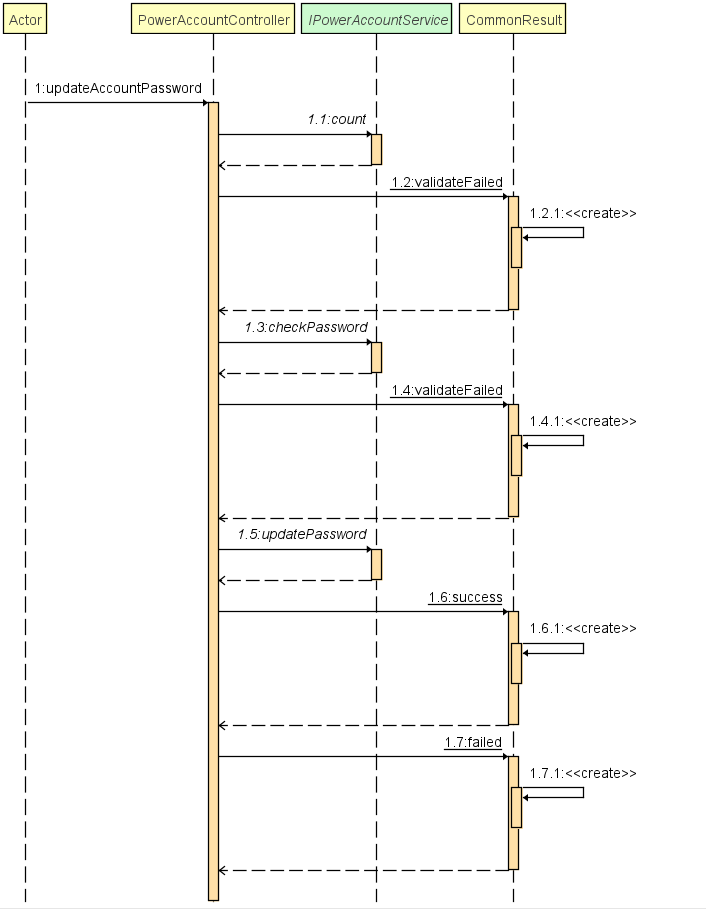 Actor
PowerAccountController
IPowerAccountService
CommonResult
1:updateAccountPassword
1.1:count
1.2:validateFailed
1.2.1:<<create>>
1.3:checkPassword
1.4:validateFailed
1.4.1:<<create>>
1.5:updatePassword
1.6:success
1.6.1:<<create>>
1.7:failed
1.7.1:<<create>>